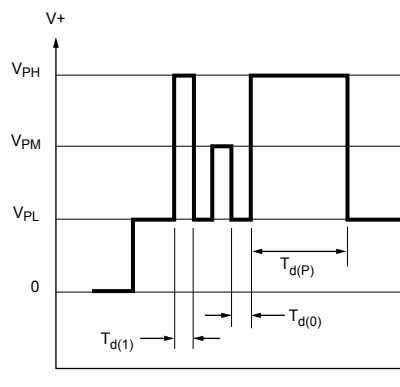 V+
VPH
VPM
VPL
0
Td(P)
Td(0)
Td(1)